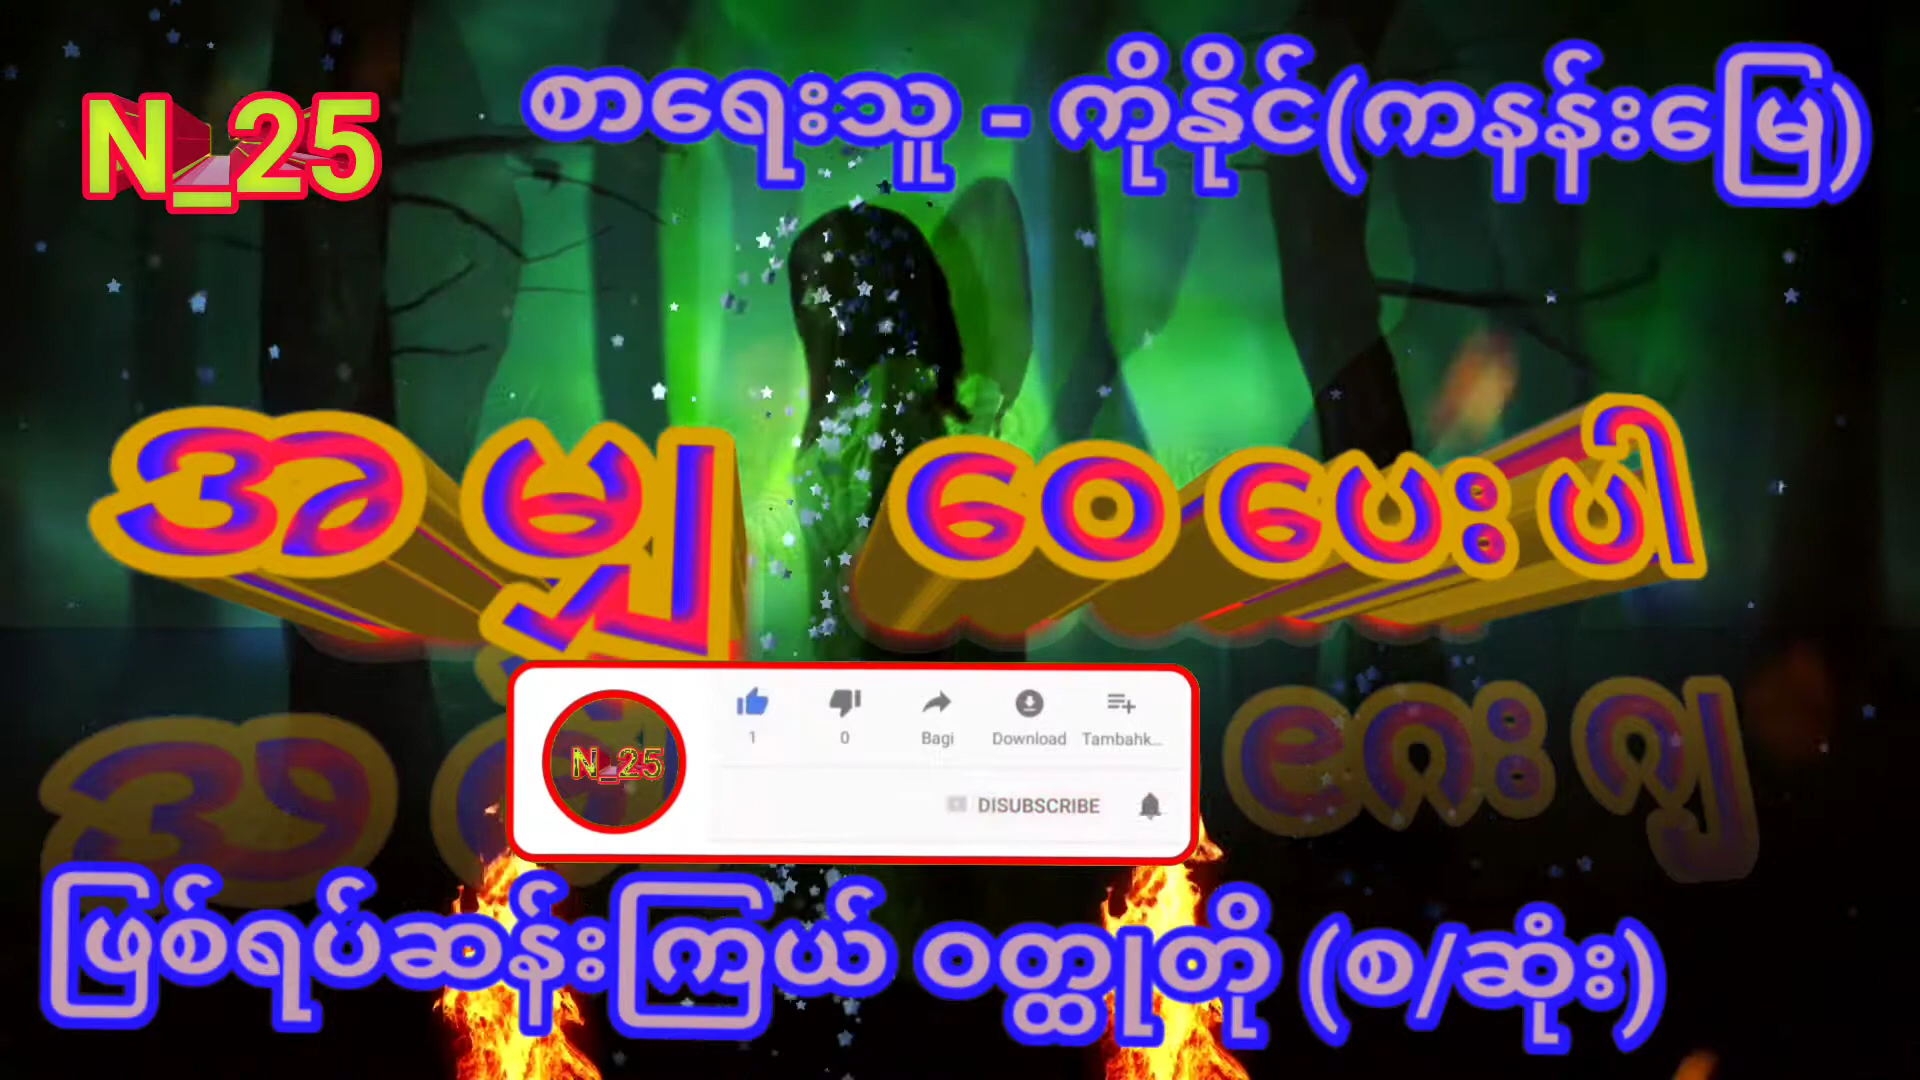 N_25
စာရေးသူ - ကိုနိုင်(ကနန်းမြေ)
အမျှ ဝေပေးပါ
N_25
1 0 Bagi Download Tambahk...
DISUBSCRIBE
ဖြစ်ရပ်ဆန်းကြယ် ဝတ္ထုတို (စ/ဆုံး)